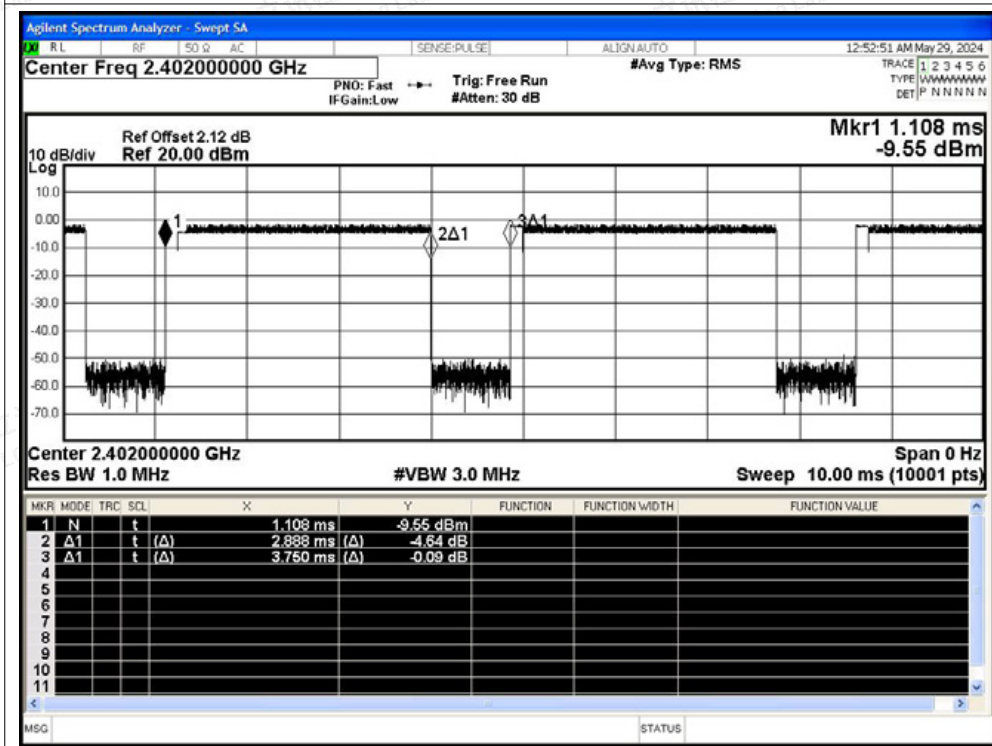 Agilent Spectrum Analyzer - Swept SA
LXI RL RF 50 Ω AC SENSE:PULSE ALIGN AUTO 12:52:51 AM May 29, 2024
Center Freq 2.402000000 GHz #Avg Type: RMS TRACE 1 2 3 4 5 6
PNO: Fast Trig: Free Run TYPE WWWWWW
IFGain:Low #Atten: 30 dB DET P N N N N N
Mkr1 1.108 ms
Ref Offset 2.12 dB
10 dB/div Ref 20.00 dBm -9.55 dBm
Log
10.0
0.00
1 2Δ1 3Δ1
-10.0
-20.0
-30.0
-40.0
-50.0
-60.0
-70.0
Center 2.402000000 GHz Span 0 Hz
Res BW 1.0 MHz #VBW 3.0 MHz Sweep 10.00 ms (10001 pts)
MKR MODE TRC SCL X Y FUNCTION FUNCTION WIDTH FUNCTION VALUE
1 N t 1.108 ms -9.55 dBm
2 Δ1 t (Δ) 2.888 ms (Δ) -4.64 dB
3 Δ1 t (Δ) 3.750 ms (Δ) -0.09 dB
4
5
6
7
8
9
10
11
MSG STATUS